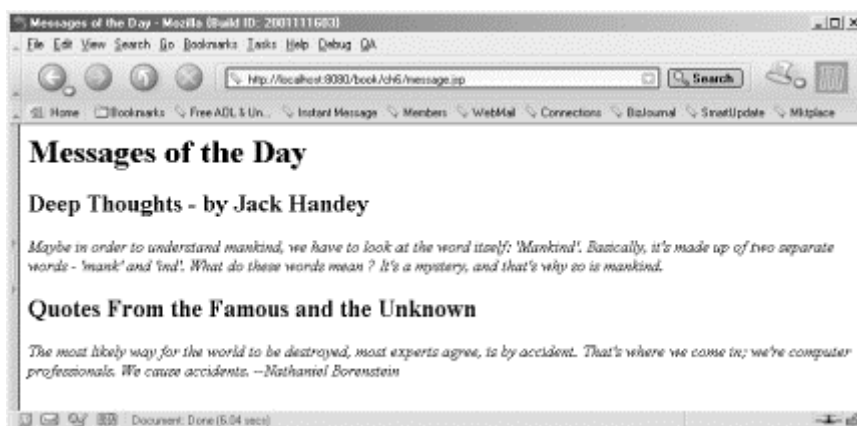 Messages of the Day - Mozilla {Build ID: 2001111603}
File Edit View Search Go Bookmarks Tasks Help Debug QA
http://localhost:8080/book/ch6/message.jsp Search
Home Bookmarks Free AOL & Un... Instant Message Members WebMail Connections BizJournal SmartUpdate Mktplace
Messages of the Day
Deep Thoughts - by Jack Handey
Maybe in order to understand mankind, we have to look at the word itself: 'Mankind'. Basically, it's made up of two separate
words - 'mank' and 'ind'. What do these words mean ? It's a mystery, and that's why so is mankind.
Quotes From the Famous and the Unknown
The most likely way for the world to be destroyed, most experts agree, is by accident. That's where we come in; we're computer
professionals. We cause accidents. --Nathaniel Borenstein
Document: Done (6.04 secs)